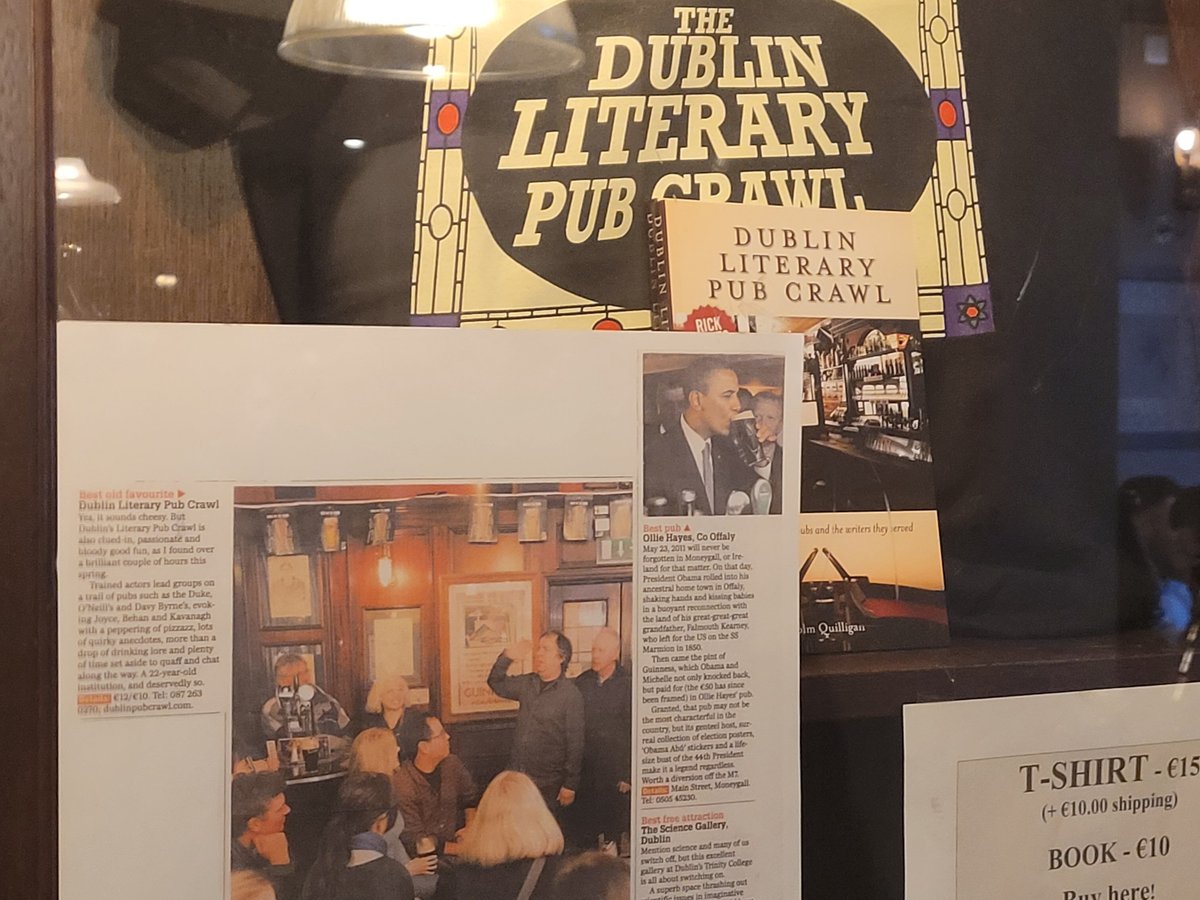 THE
DUBLIN
LITERARY
PUB CRAWL
DUBLIN
LITERARY
PUB CRAWL
RICK
ubs and the writers they served
lm Quilligan
Best old favourite ▶
Dublin Literary Pub Crawl
Yes, it sounds cheesy. But
Dublin's Literary Pub Crawl is
also clued-in, passionate and
bloody good fun, as I found over
a brilliant couple of hours this
spring.
Trained actors lead groups on
a trail of pubs such as the Duke,
O'Neill's and Davy Byrne's, evok-
ing Joyce, Behan and Kavanagh
with a peppering of pizzazz, lots
of quirky anecdotes, more than a
drop of drinking lore and plenty
of time set aside to quaff and chat
along the way. A 22-year-old
institution, and deservedly so.
Details: €12/€10. Tel: 087 263
0270; dublinpubcrawl.com.
Best pub ▲
Ollie Hayes, Co Offaly
May 23, 2011 will never be
forgotten in Moneygall, or Ire-
land for that matter. On that day,
President Obama rolled into his
ancestral home town in Offaly,
shaking hands and kissing babies
in a buoyant reconnection with
the land of his great-great-great
grandfather, Falmouth Kearney,
who left for the US on the SS
Marmion in 1850.
Then came the pint of
Guinness, which Obama and
Michelle not only knocked back,
but paid for (the €50 has since
been framed) in Ollie Hayes' pub.
Granted, that pub may not be
the most characterful in the
country, but its genteel host, sur-
real collection of election posters,
'Obama Abú' stickers and a life-
size bust of the 44th President
make it a legend regardless.
Worth a diversion off the M7.
Details: Main Street, Moneygall.
Tel: 0505 45230.
Best free attraction
The Science Gallery,
Dublin
Mention science and many of us
switch off, but this excellent
gallery at Dublin's Trinity College
is all about switching on.
A superb space thrashing out
scientific issues in imaginative
GUINNESS
T-SHIRT - €15
(+ €10.00 shipping)
BOOK - €10
Buy here!